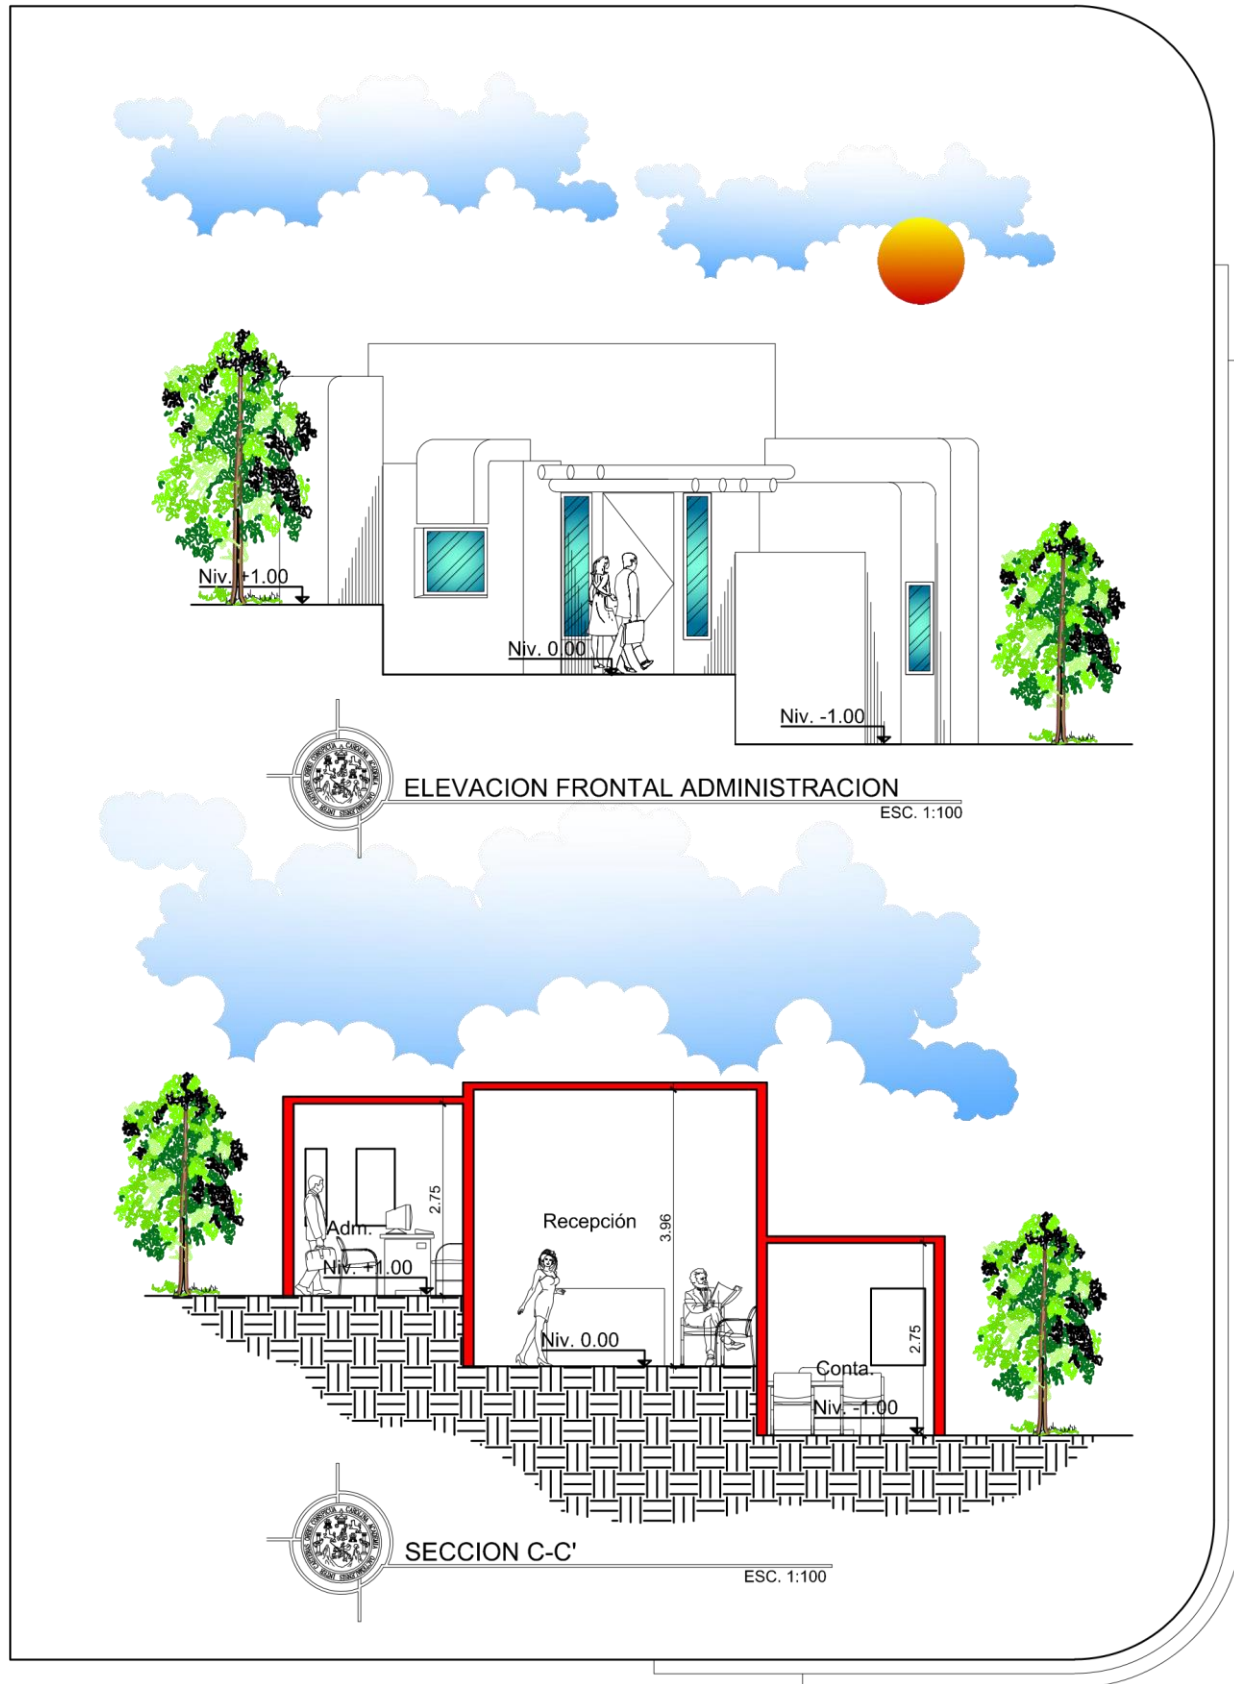 Niv. +1.00
Niv. 0.00
Niv. -1.00
ELEVACION FRONTAL ADMINISTRACION
ESC. 1:100
2.75
Adm.
Niv. +1.00
Recepción
3.96
Niv. 0.00
2.75
Conta.
Niv. -1.00
SECCION C-C'
ESC. 1:100